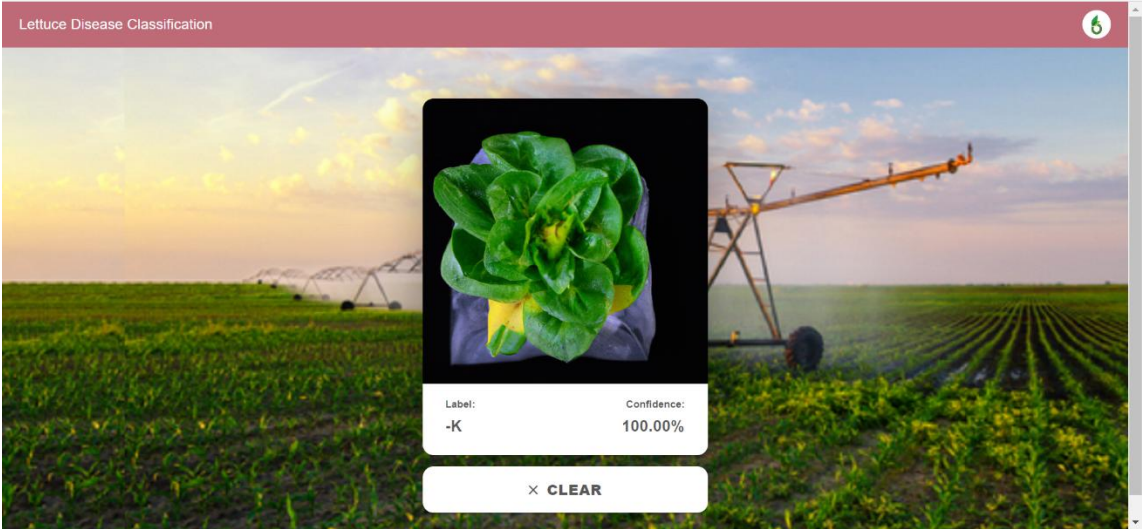 Lettuce Disease Classification
Label:
Confidence:
-K
100.00%
× CLEAR